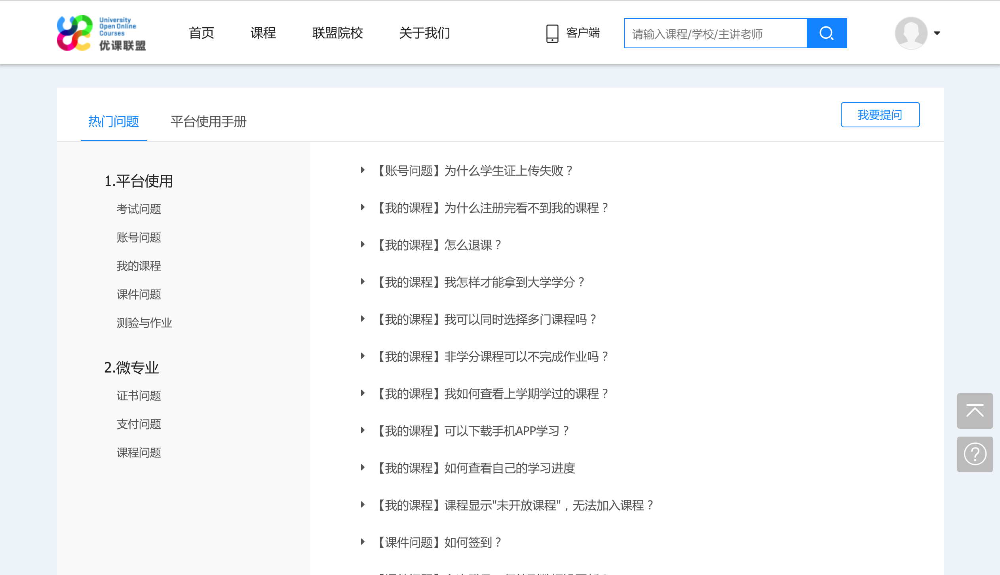 University
Open Online
Courses
优课联盟
首页 课程 联盟院校 关于我们 客户端 请输入课程/学校/主讲老师
热门问题 平台使用手册 我要提问
1.平台使用
考试问题
账号问题
我的课程
课件问题
测验与作业
2.微专业
证书问题
支付问题
课程问题
【账号问题】为什么学生证上传失败？
【我的课程】为什么注册完看不到我的课程？
【我的课程】怎么退课？
【我的课程】我怎样才能拿到大学学分？
【我的课程】我可以同时选择多门课程吗？
【我的课程】非学分课程可以不完成作业吗？
【我的课程】我如何查看上学期学过的课程？
【我的课程】可以下载手机APP学习？
【我的课程】如何查看自己的学习进度
【我的课程】课程显示"未开放课程"，无法加入课程？
【课件问题】如何签到？